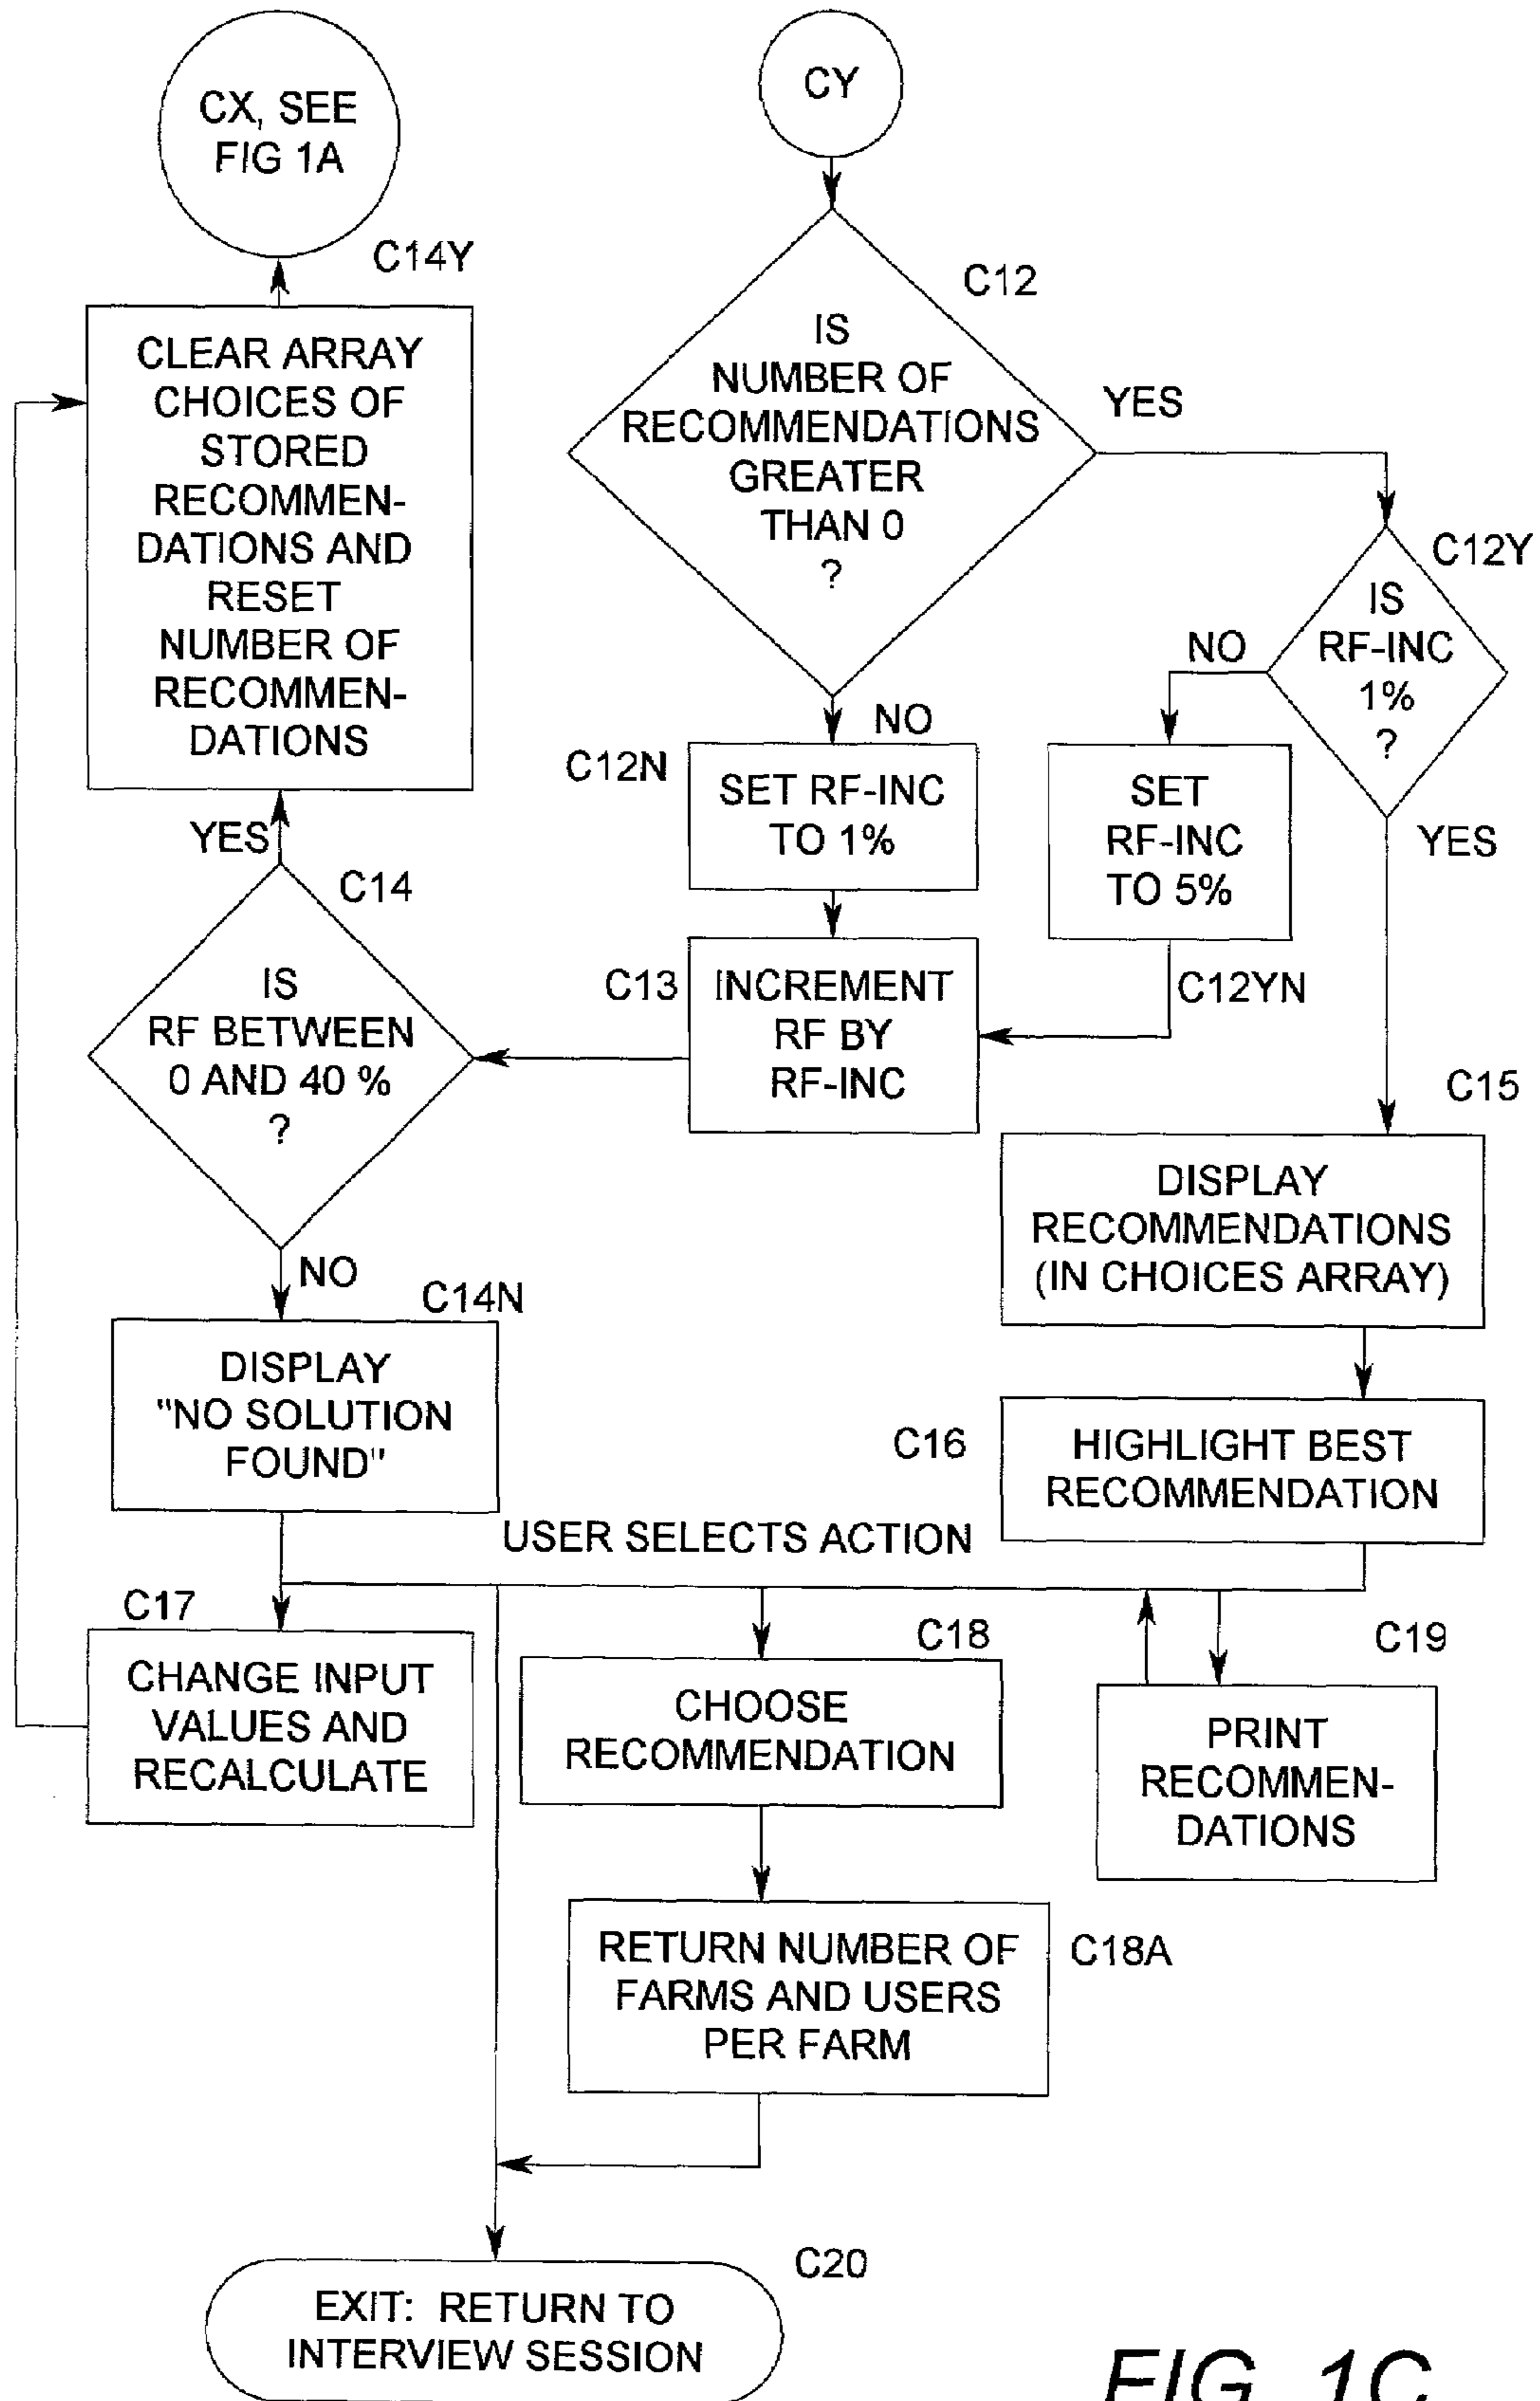 CX, SEE
FIG 1A
CY
C14Y
C12
CLEAR ARRAY
CHOICES OF
STORED
RECOMMEN-
DATIONS AND
RESET
NUMBER OF
RECOMMEN-
DATIONS
IS
NUMBER OF
RECOMMENDATIONS
GREATER
THAN 0
?
YES
C12Y
IS
RF-INC
1%
?
NO
YES
NO
C12N
SET RF-INC
TO 1%
SET
RF-INC
TO 5%
C12YN
YES
C14
IS
RF BETWEEN
0 AND 40 %
?
C13
INCREMENT
RF BY
RF-INC
C15
DISPLAY
RECOMMENDATIONS
(IN CHOICES ARRAY)
NO
C14N
DISPLAY
"NO SOLUTION
FOUND"
C16
HIGHLIGHT BEST
RECOMMENDATION
USER SELECTS ACTION
C17
CHANGE INPUT
VALUES AND
RECALCULATE
C18
CHOOSE
RECOMMENDATION
C19
PRINT
RECOMMEN-
DATIONS
RETURN NUMBER OF
FARMS AND USERS
PER FARM
C18A
C20
EXIT: RETURN TO
INTERVIEW SESSION
FIG. 1C